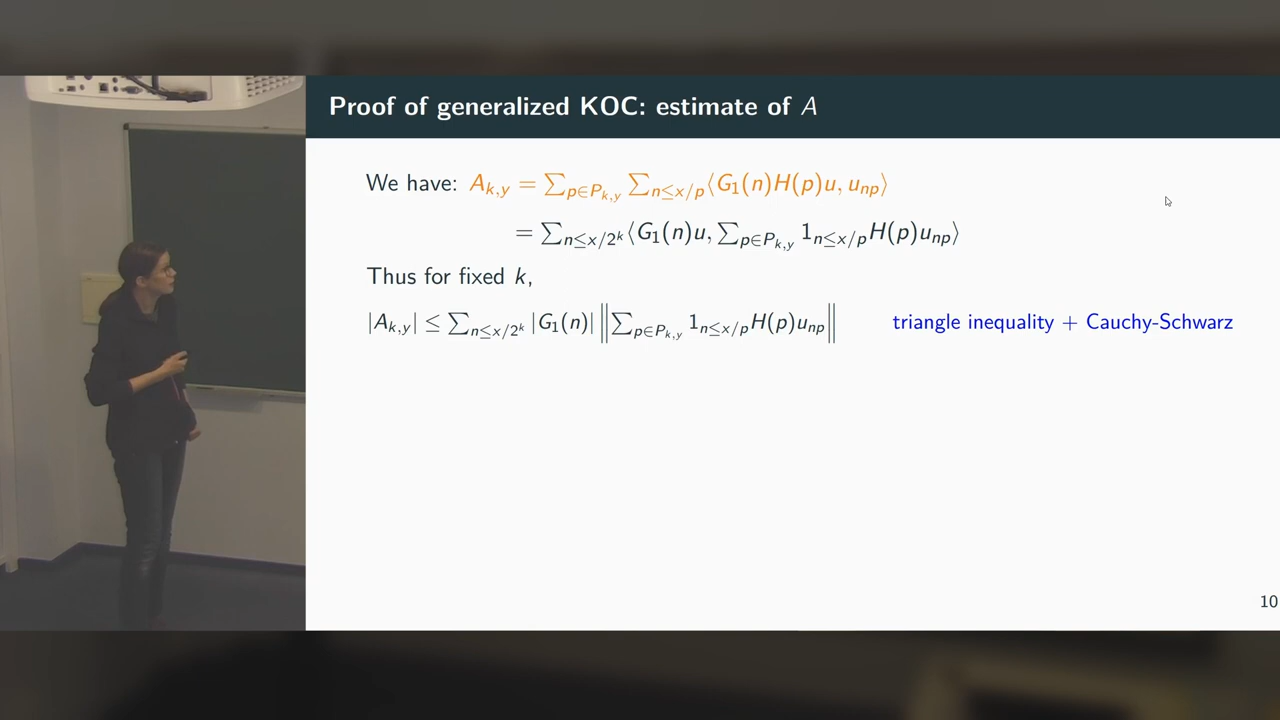 Proof of generalized KOC: estimate of A
We have: A_{k,y} = ∑_{p∈P_{k,y}} ∑_{n≤x/p} ⟨G_1(n)H(p)u, u_{np}⟩
= ∑_{n≤x/2^k} ⟨G_1(n)u, ∑_{p∈P_{k,y}} 1_{n≤x/p} H(p)u_{np}⟩
Thus for fixed k,
|A_{k,y}| ≤ ∑_{n≤x/2^k} |G_1(n)| ‖∑_{p∈P_{k,y}} 1_{n≤x/p} H(p)u_{np}‖ triangle inequality + Cauchy-Schwarz
10